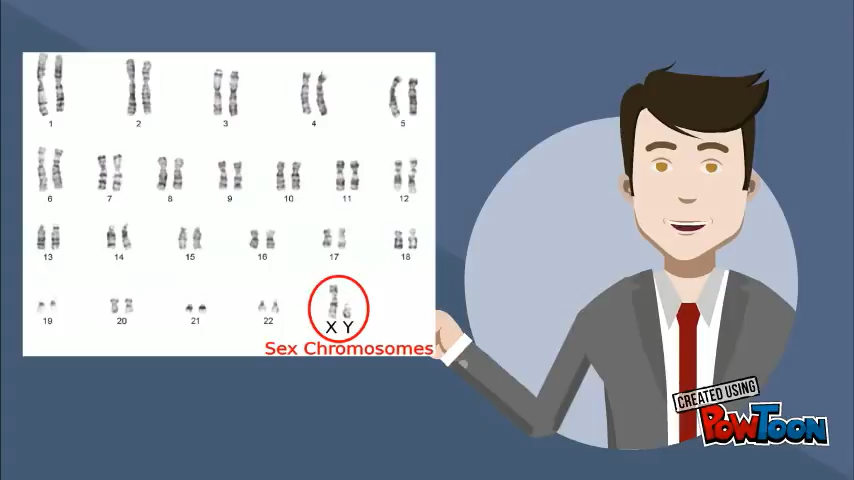 1 2 3 4 5
6 7 8 9 10 11 12
13 14 15 16 17 18
19 20 21 22 X Y
Sex Chromosomes
CREATED USING
POWTOON